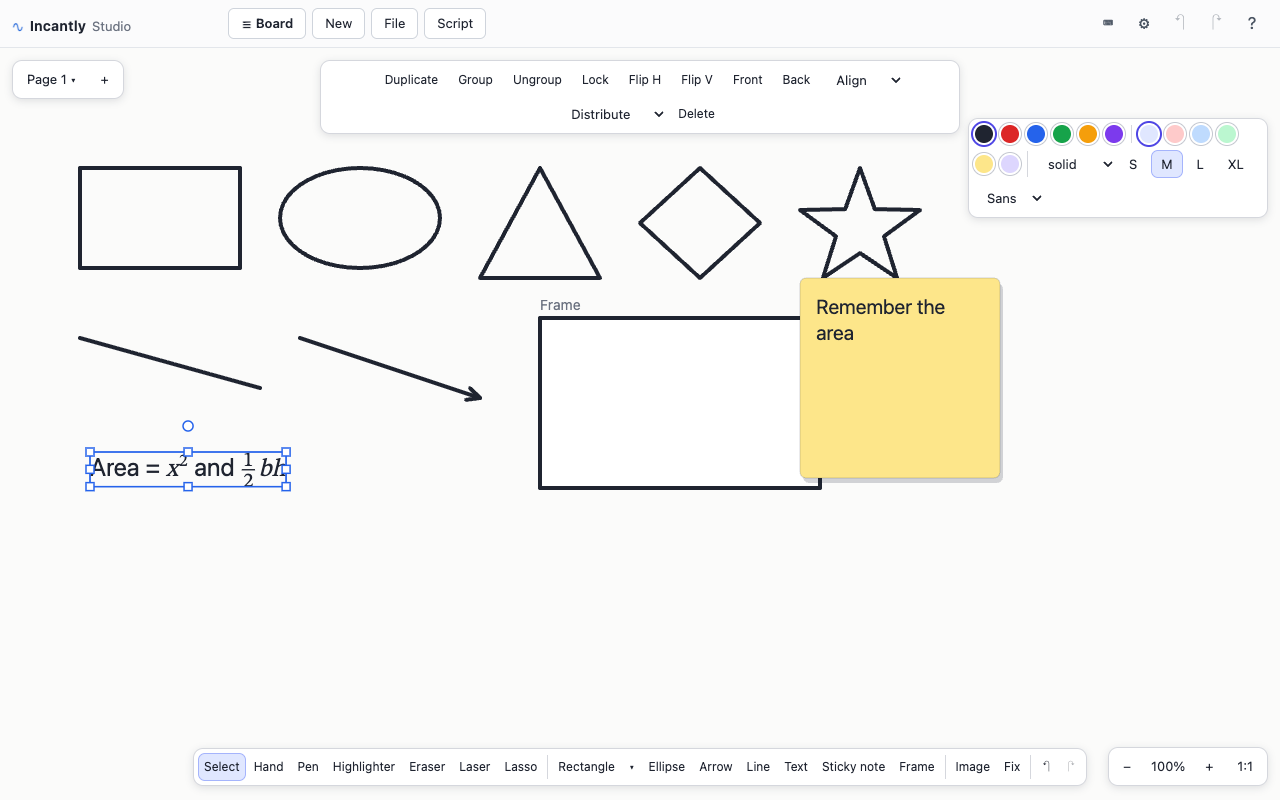 Incantly Studio
≡ Board New File Script
?
Page 1 +
Duplicate Group Ungroup Lock Flip H Flip V Front Back Align
Distribute Delete
solid S M L XL
Sans
Frame
Remember the
area
Area = x² and ½ bh
Select Hand Pen Highlighter Eraser Laser Lasso Rectangle Ellipse Arrow Line Text Sticky note Frame Image Fix
− 100% + 1:1